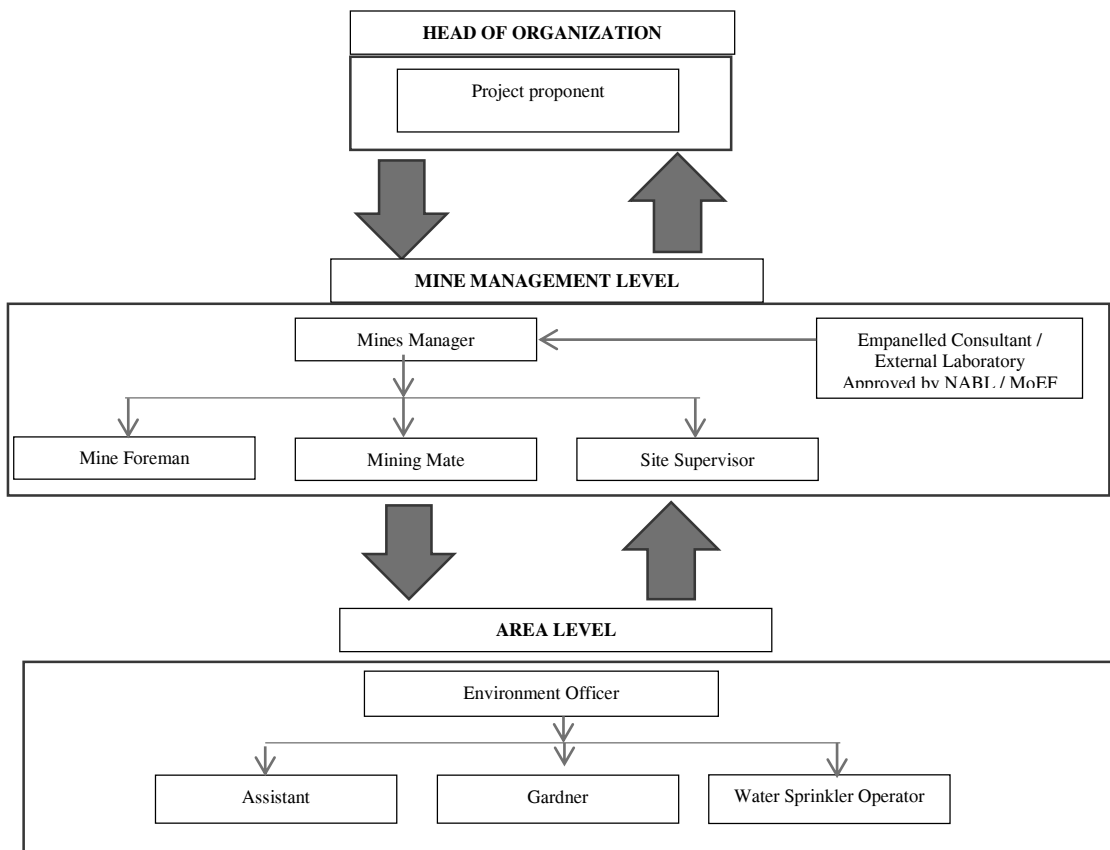 HEAD OF ORGANIZATION
Project proponent
MINE MANAGEMENT LEVEL
Mines Manager
Empanelled Consultant /
External Laboratory
Approved by NABL / MoEF
Mine Foreman
Mining Mate
Site Supervisor
AREA LEVEL
Environment Officer
Assistant
Gardner
Water Sprinkler Operator